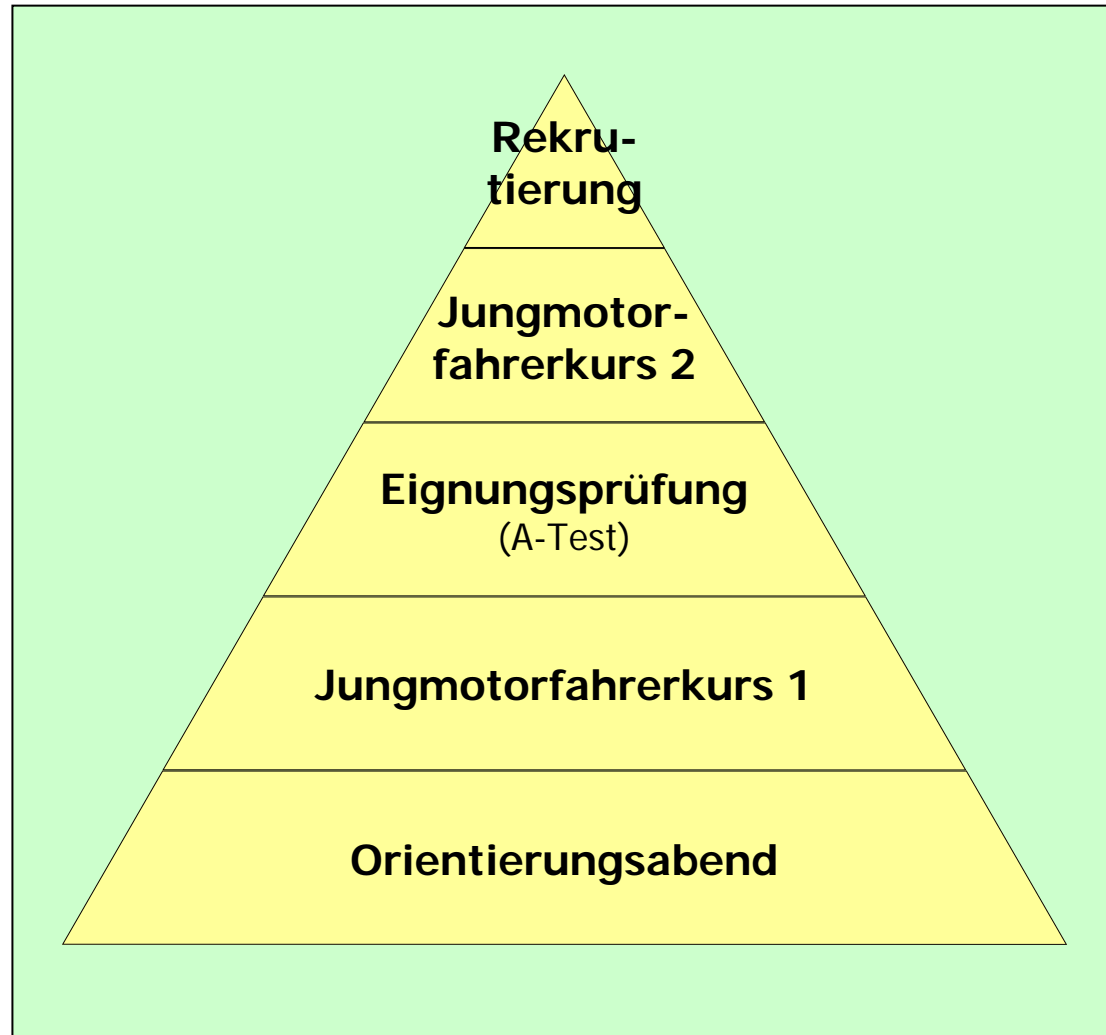 Rekru-
tierung
Jungmotor-
fahrerkurs 2
Eignungsprüfung
(A-Test)
Jungmotorfahrerkurs 1
Orientierungsabend